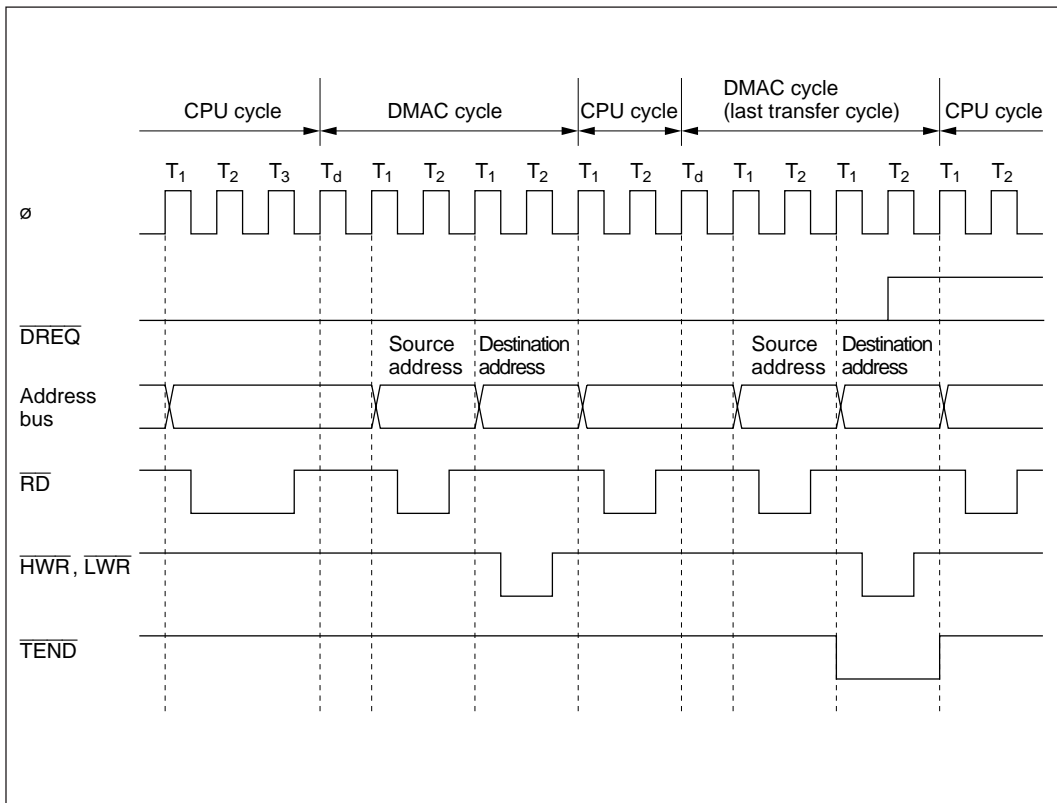 DMAC cycle
CPU cycle DMAC cycle CPU cycle (last transfer cycle) CPU cycle
T1 T2 T3 Td T1 T2 T1 T2 T1 T2 Td T1 T2 T1 T2 T1 T2
ø
DREQ
Source address Destination address Source address Destination address
Address bus
RD
HWR, LWR
TEND